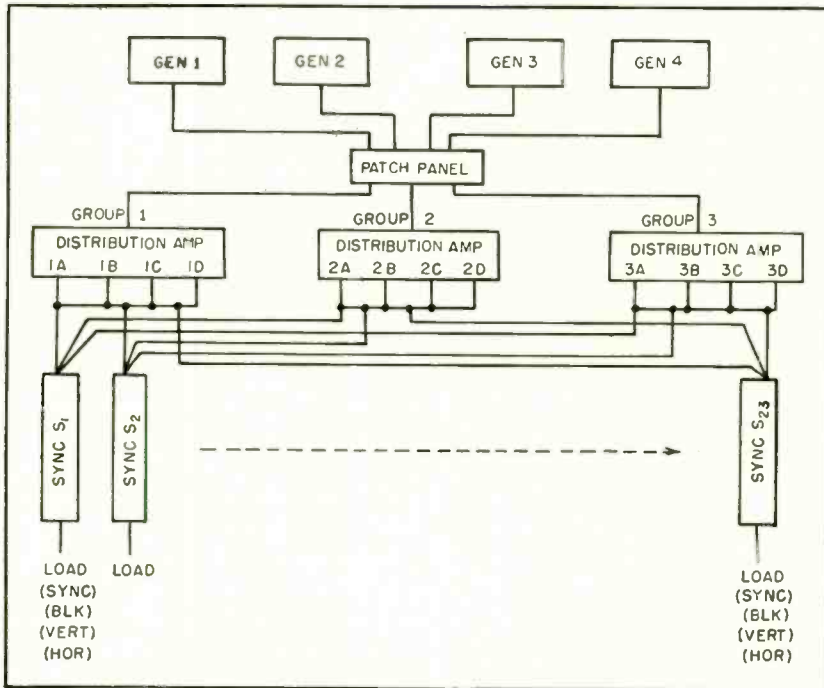 GEN 1 GEN 2 GEN 3 GEN 4
PATCH PANEL
GROUP 1 GROUP 2 GROUP 3
DISTRIBUTION AMP DISTRIBUTION AMP DISTRIBUTION AMP
1A 1B 1C 1D 2A 2B 2C 2D 3A 3B 3C 3D
SYNC S1
SYNC S2
SYNC S23
LOAD
(SYNC)
(BLK)
(VERT)
(HOR)
LOAD
LOAD
(SYNC)
(BLK)
(VERT)
(HOR)